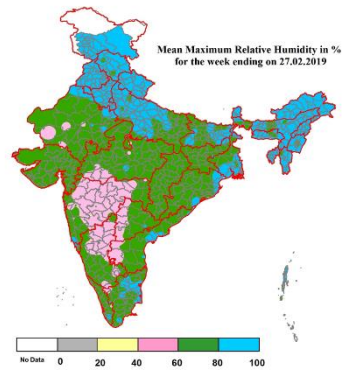 Mean Maximum Relative Humidity in %
for the week ending on 27.02.2019
No Data 0 20 40 60 80 100